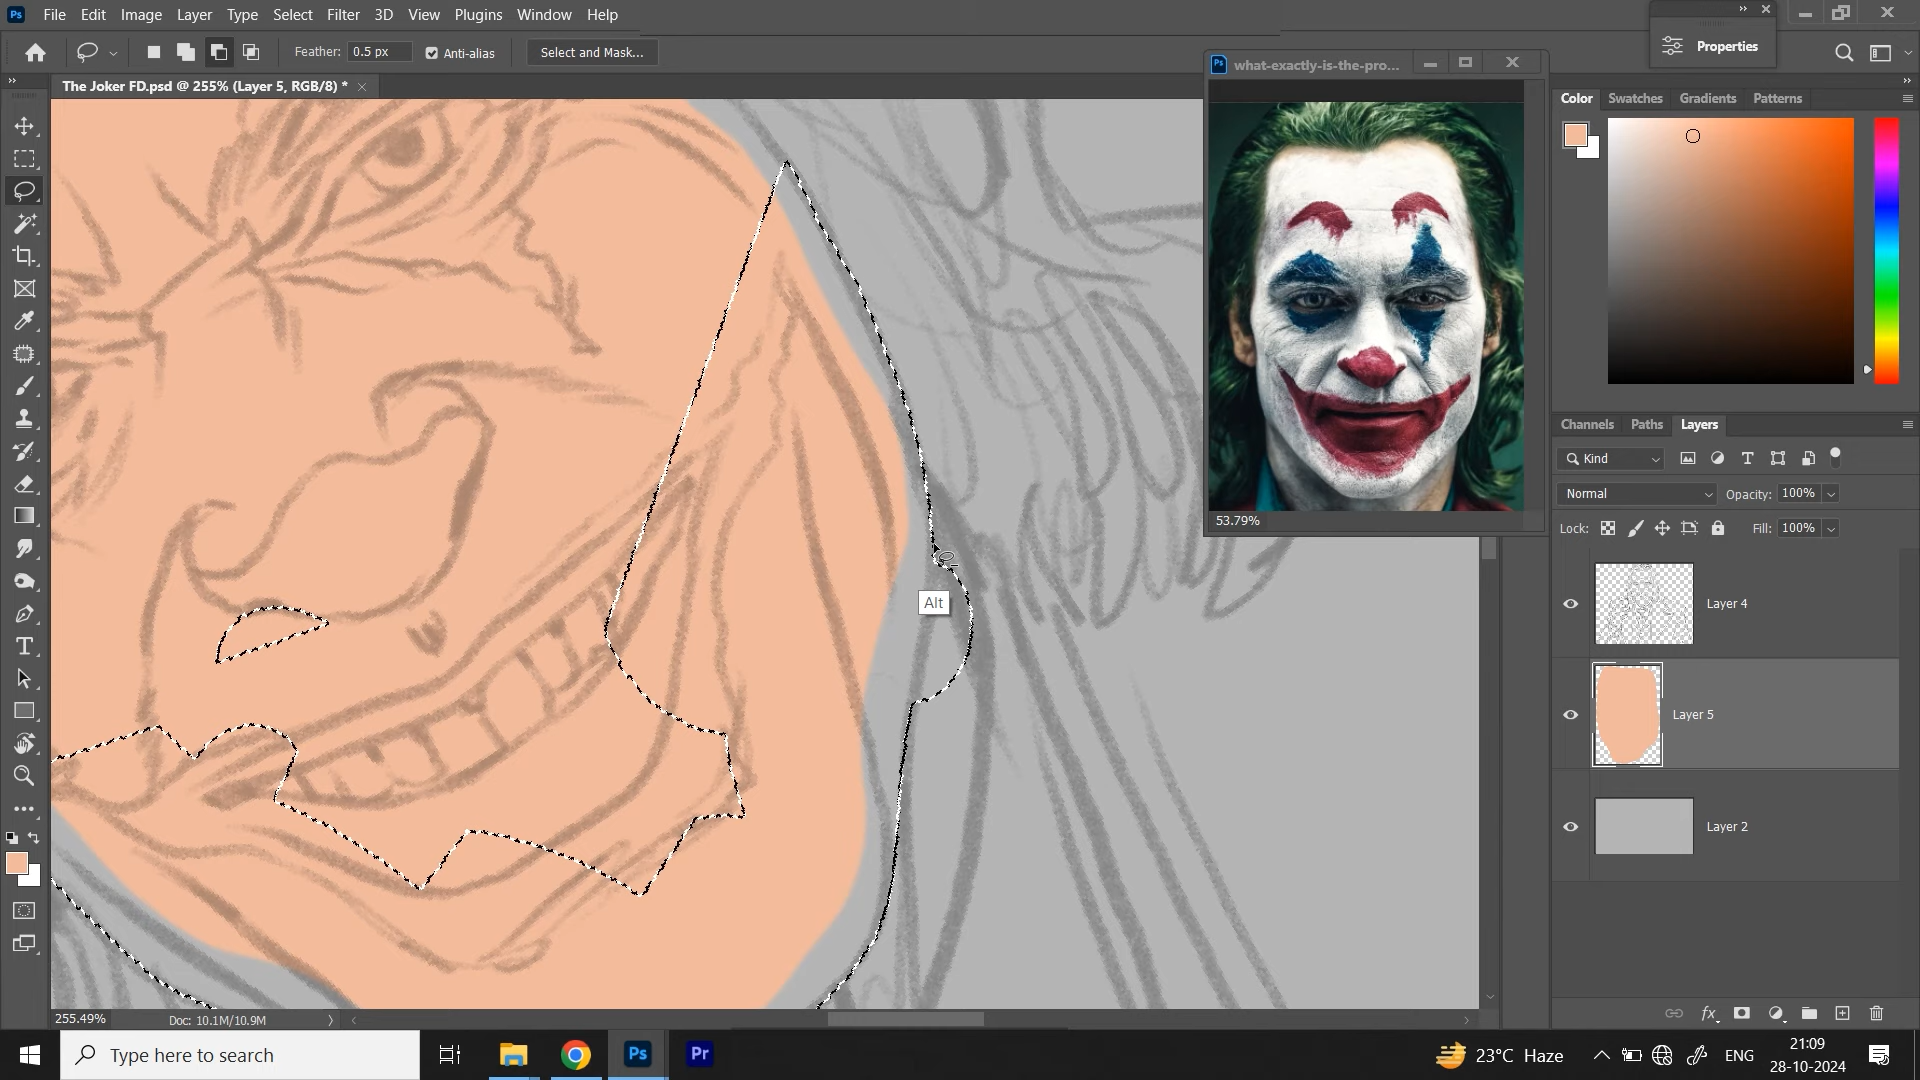 Ps File Edit Image Layer Type Select Filter 3D View Plugins Window Help
Properties
Feather: 0.5 px Anti-alias Select and Mask...
Ps what-exactly-is-the-pro...
The Joker FD.psd @ 255% (Layer 5, RGB/8) *
Color Swatches Gradients Patterns
Channels Paths Layers
Kind
Normal Opacity: 100%
53.79%
Lock: Fill: 100%
Alt
Layer 4
Layer 5
Layer 2
255.49% Doc: 10.1M/10.9M
Type here to search
Ps
Pr
23°C Haze
ENG
21:09
28-10-2024